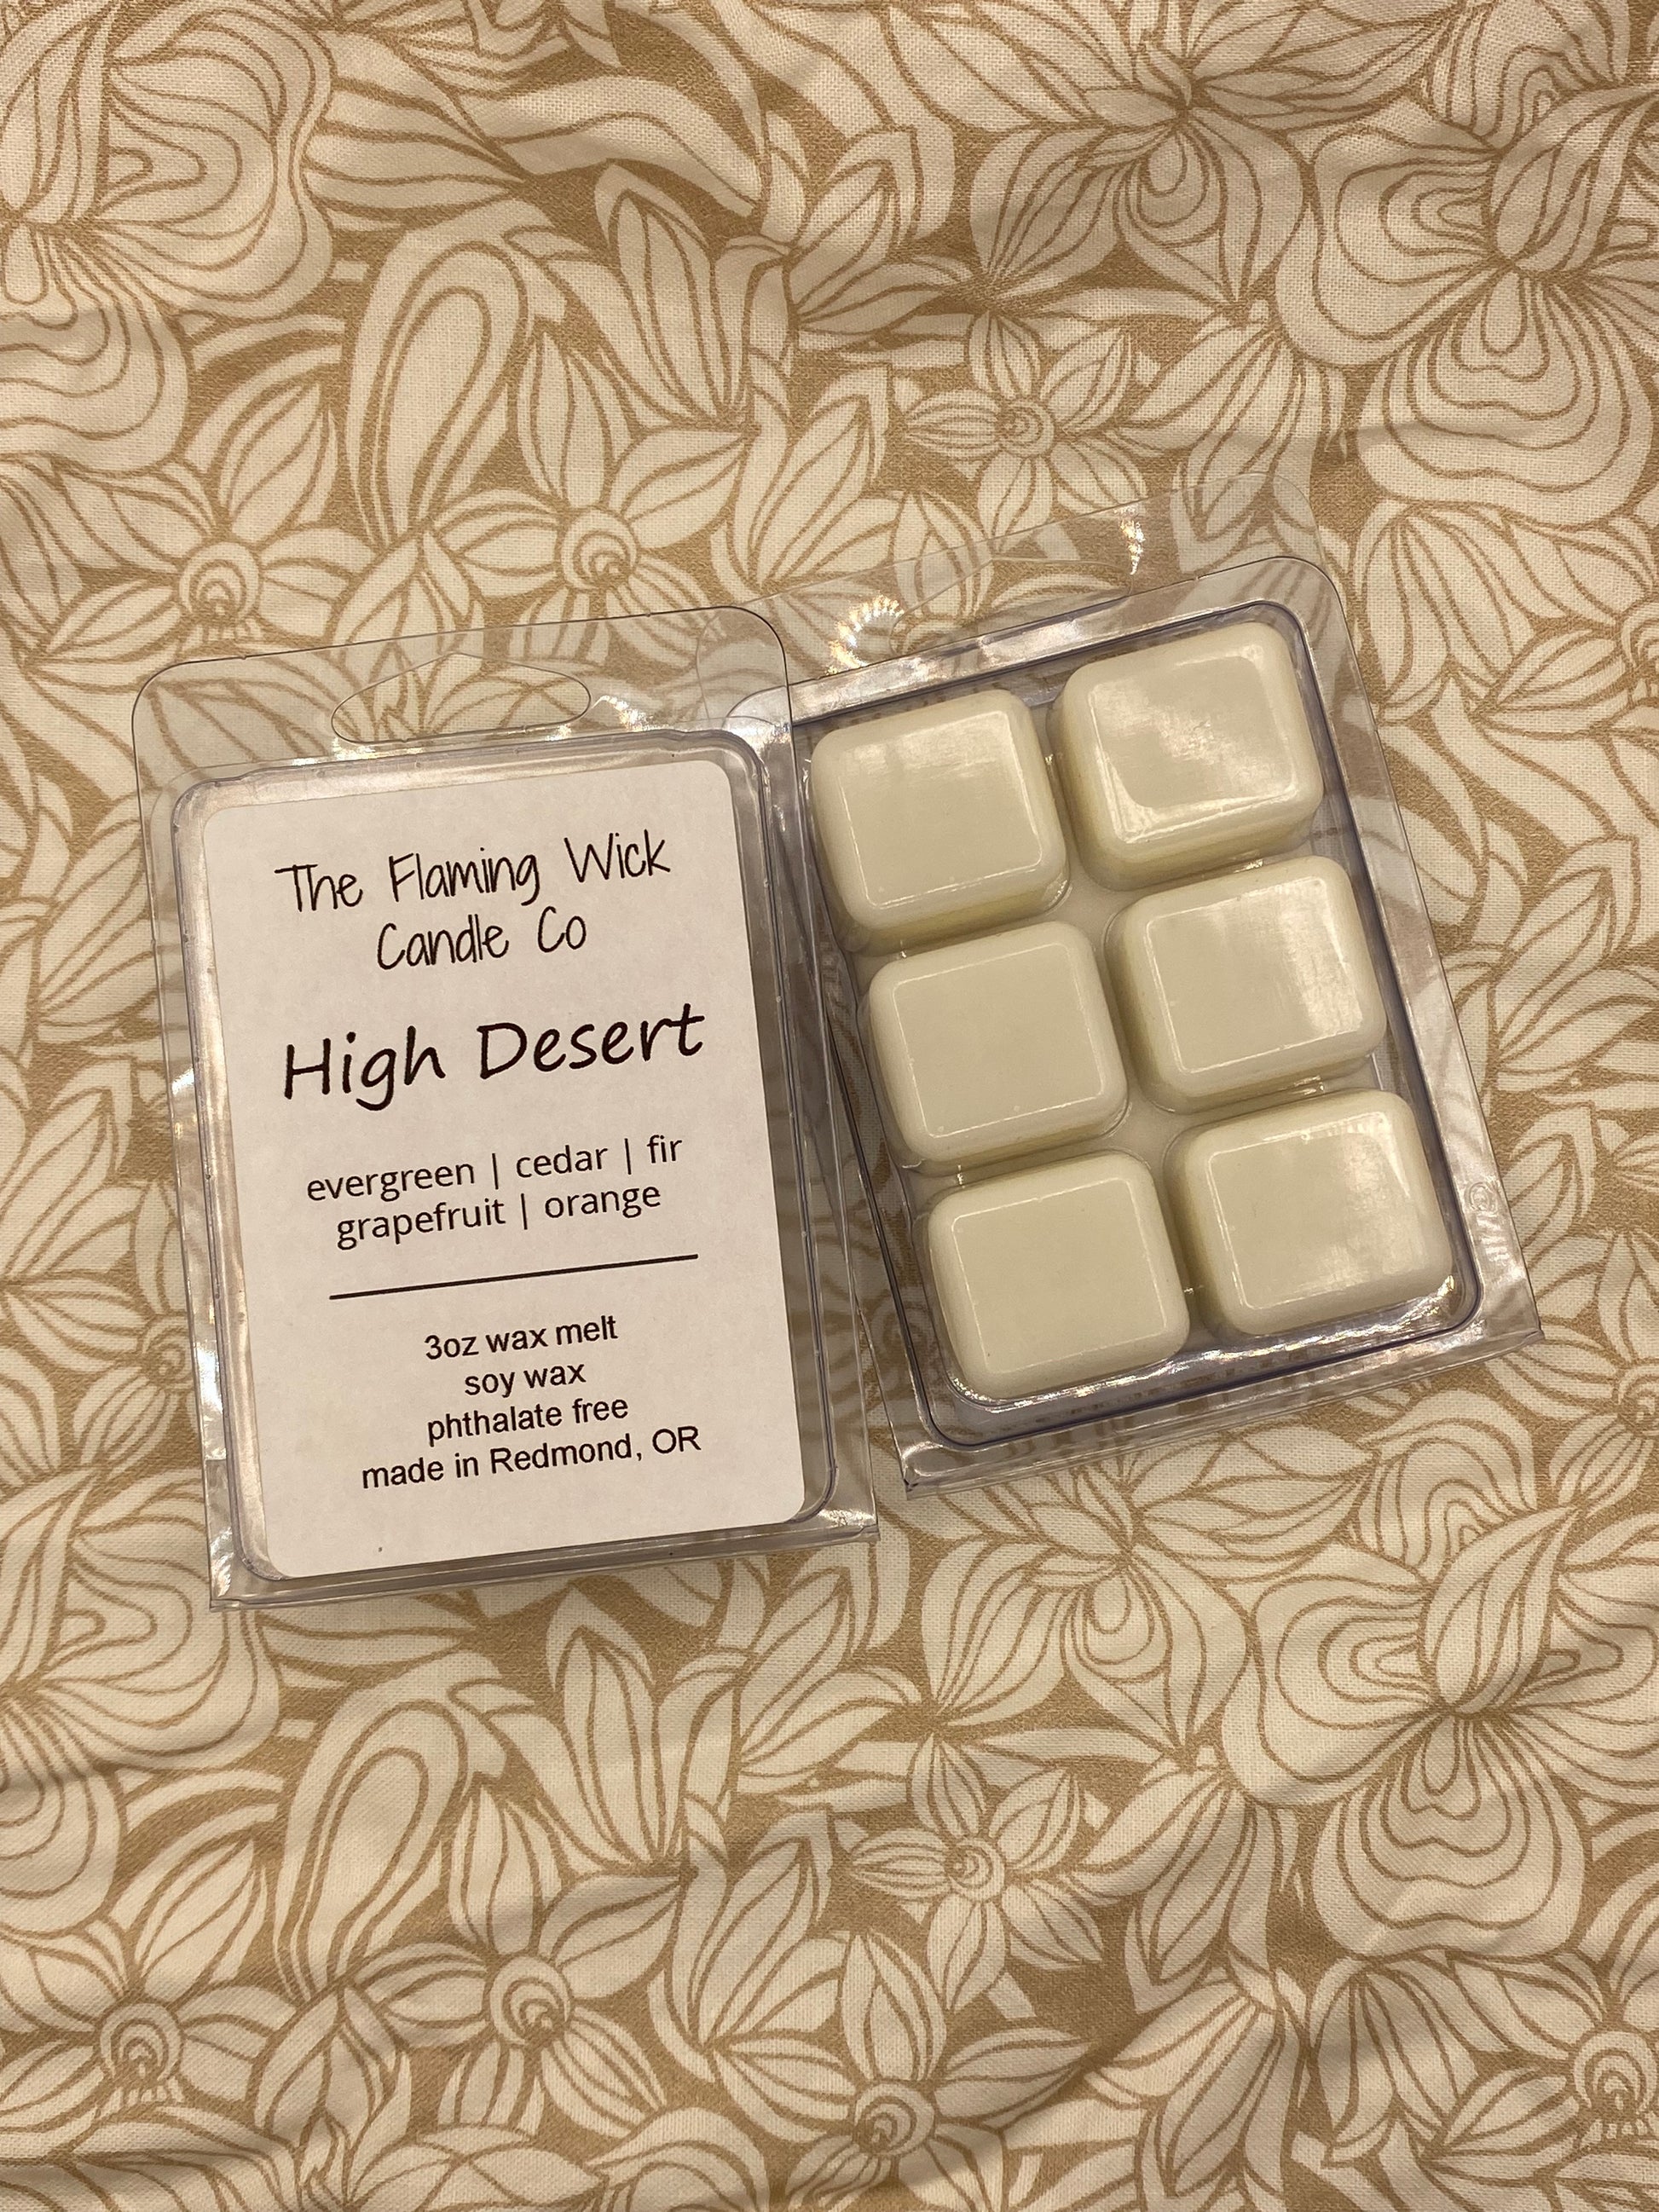 The Flaming Wick
Candle Co
High Desert
evergreen | cedar | fir
grapefruit | orange
3oz wax melt
soy wax
phthalate free
made in Redmond, OR